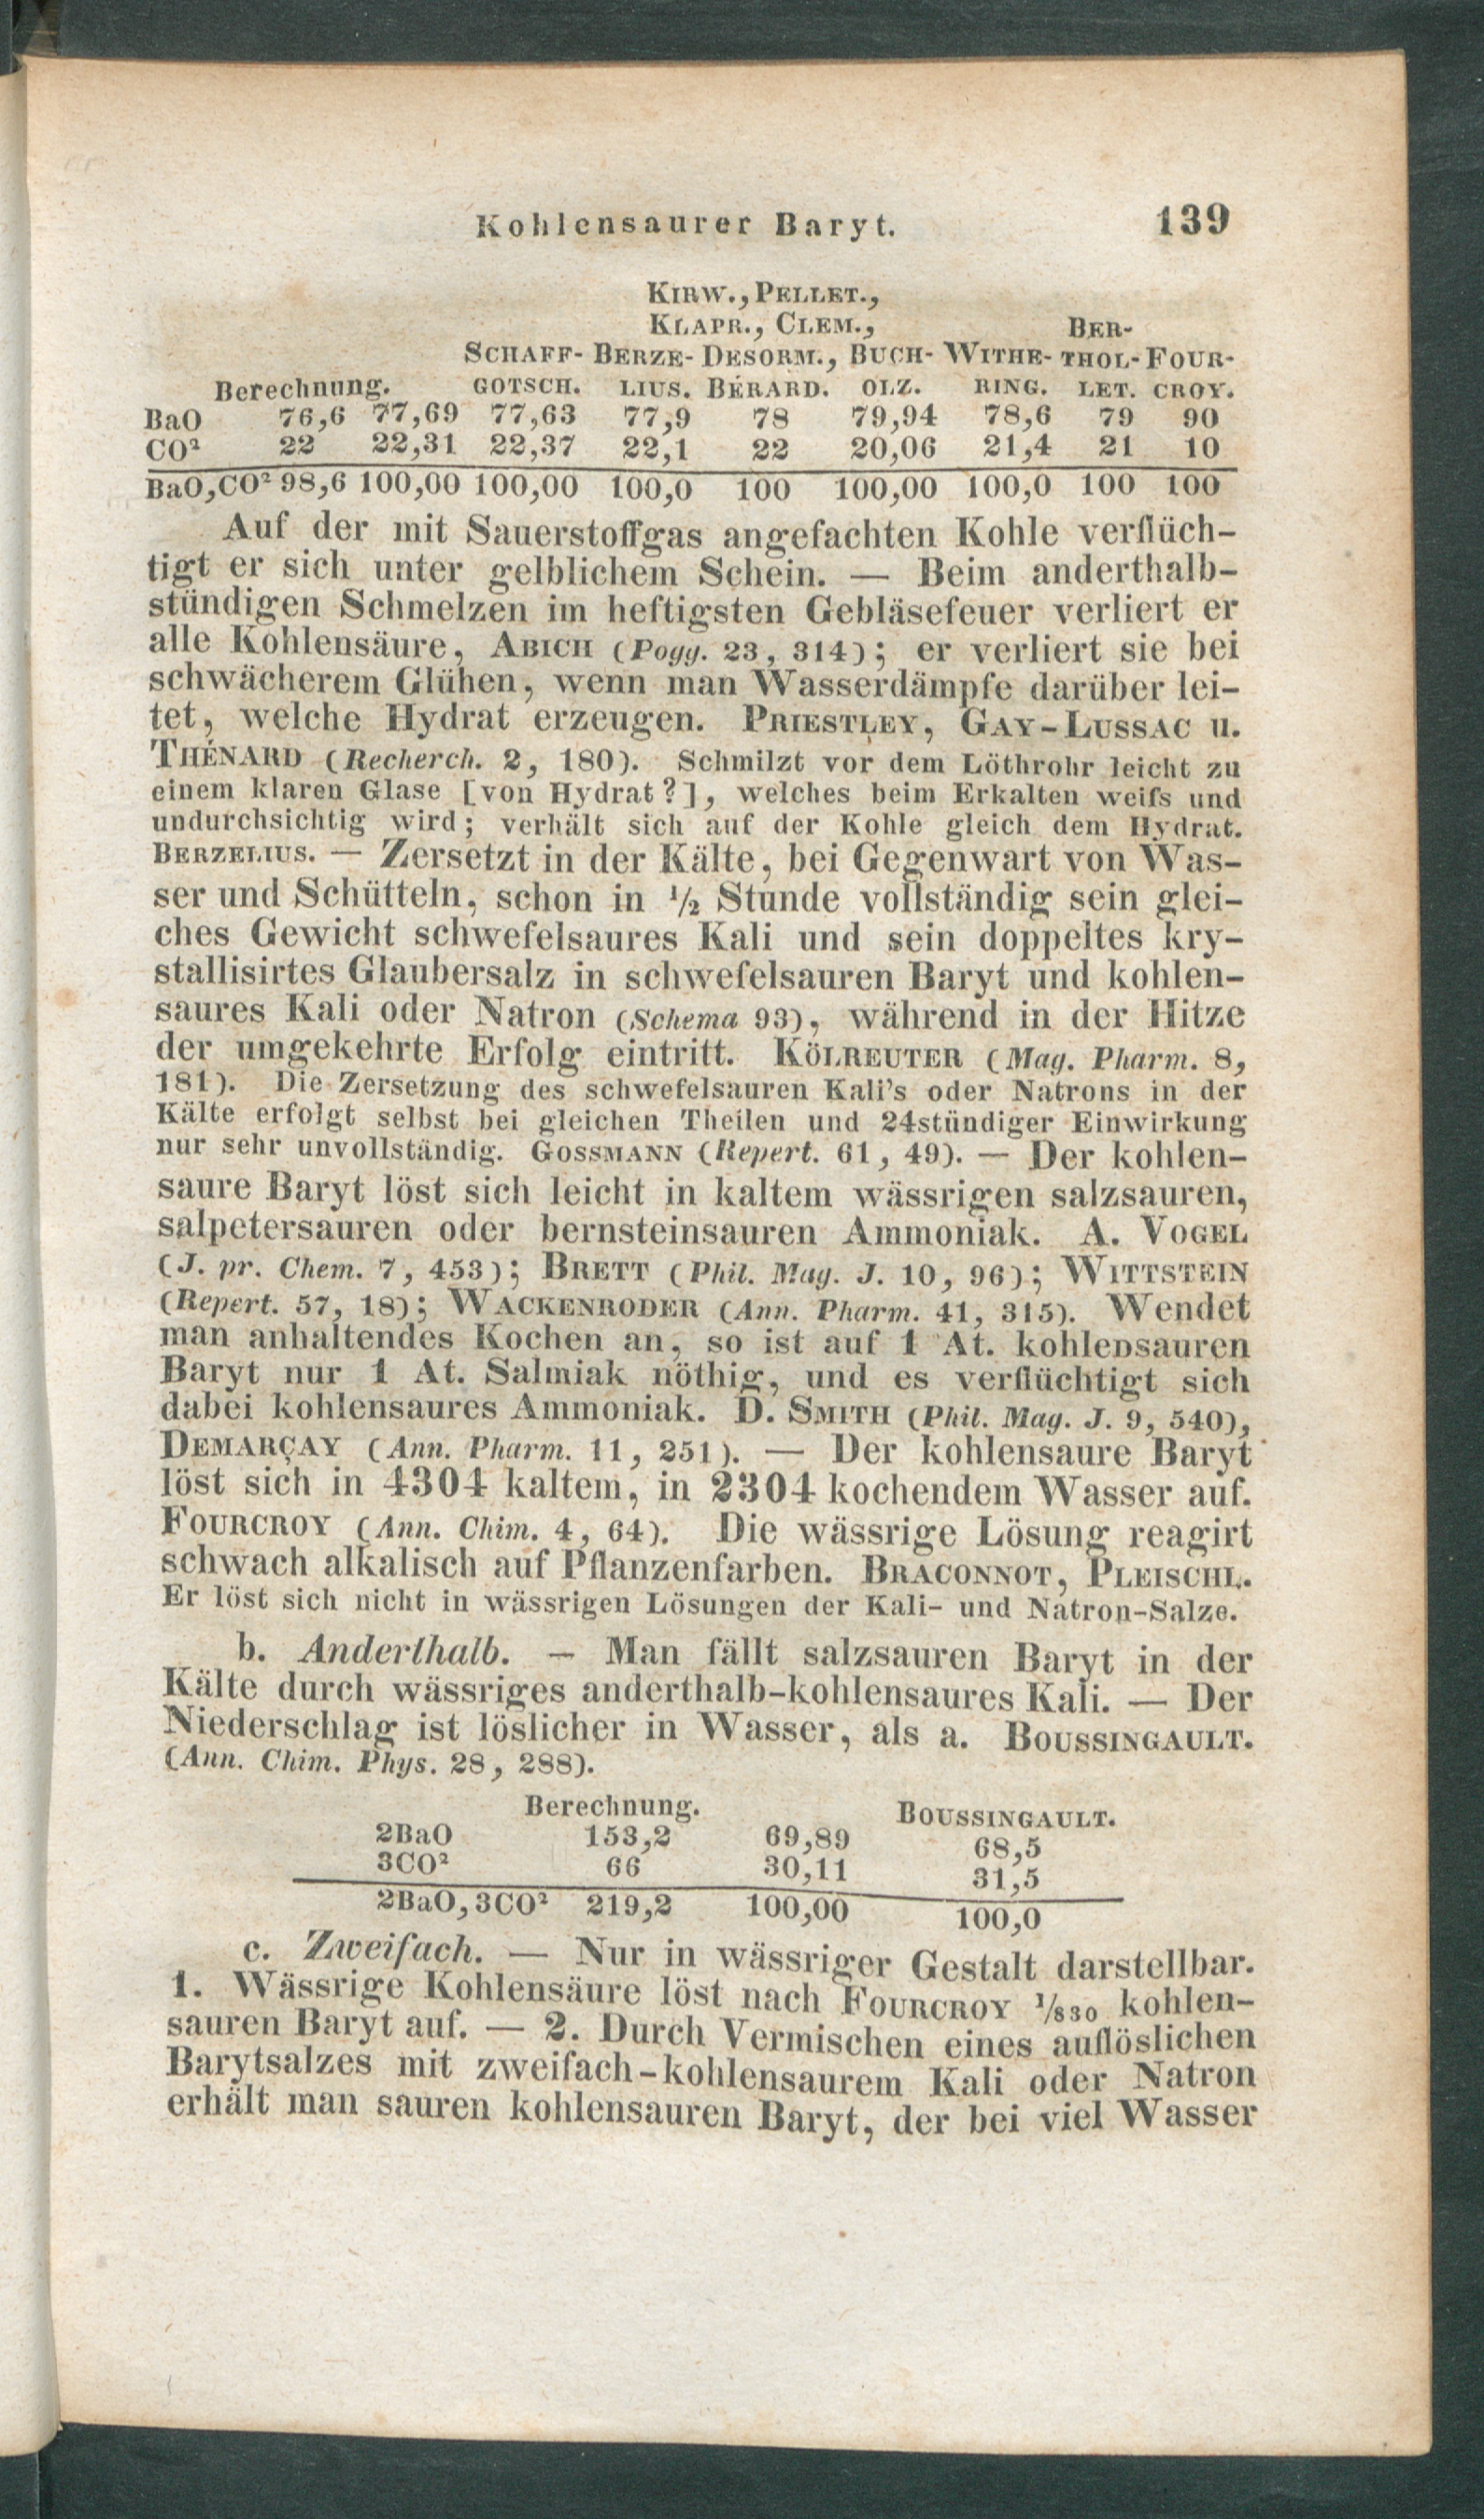 Kohlensaurer Baryt. 139
KIRW., PELLET.,
KLAPR., CLEM., BER-
SCHAFF- BERZE- DESORM., BUCH- WITHE- THOL- FOUR-
Berechnung. GOTSCH. LIUS. BÉRARD. OLZ. RING. LET. CROY.
BaO 76,6 77,69 77,63 77,9 78 79,94 78,6 79 90
CO² 22 22,31 22,37 22,1 22 20,06 21,4 21 10
BaO,CO² 98,6 100,00 100,00 100,0 100 100,00 100,0 100 100
Auf der mit Sauerstoffgas angefachten Kohle verflüch-
tigt er sich unter gelblichem Schein. — Beim anderthalb-
stündigen Schmelzen im heftigsten Gebläsefeuer verliert er
alle Kohlensäure, ABICH (Pogg. 23, 314); er verliert sie bei
schwächerem Glühen, wenn man Wasserdämpfe darüber lei-
tet, welche Hydrat erzeugen. PRIESTLEY, GAY-LUSSAC u.
THÉNARD (Recherch. 2, 180). Schmilzt vor dem Löthrohr leicht zu
einem klaren Glase [von Hydrat?], welches beim Erkalten weiſs und
undurchsichtig wird; verhält sich auf der Kohle gleich dem Hydrat.
BERZELIUS. — Zersetzt in der Kälte, bei Gegenwart von Was-
ser und Schütteln, schon in ½ Stunde vollständig sein glei-
ches Gewicht schwefelsaures Kali und sein doppeltes kry-
stallisirtes Glaubersalz in schwefelsauren Baryt und kohlen-
saures Kali oder Natron (Schema 93), während in der Hitze
der umgekehrte Erfolg eintritt. KÖLREUTER (Mag. Pharm. 8,
181). Die Zersetzung des schwefelsauren Kali's oder Natrons in der
Kälte erfolgt selbst bei gleichen Theilen und 24stündiger Einwirkung
nur sehr unvollständig. GOSSMANN (Repert. 61, 49). — Der kohlen-
saure Baryt löst sich leicht in kaltem wässrigen salzsauren,
salpetersauren oder bernsteinsauren Ammoniak. A. VOGEL
(J. pr. Chem. 7, 453); BRETT (Phil. Mag. J. 10, 96); WITTSTEIN
(Repert. 57, 18); WACKENRODER (Ann. Pharm. 41, 315). Wendet
man anhaltendes Kochen an, so ist auf 1 At. kohlensauren
Baryt nur 1 At. Salmiak nöthig, und es verflüchtigt sich
dabei kohlensaures Ammoniak. D. SMITH (Phil. Mag. J. 9, 540),
DEMARÇAY (Ann. Pharm. 11, 251). — Der kohlensaure Baryt
löst sich in 4304 kaltem, in 2304 kochendem Wasser auf.
FOURCROY (Ann. Chim. 4, 64). Die wässrige Lösung reagirt
schwach alkalisch auf Pflanzenfarben. BRACONNOT, PLEISCHL.
Er löst sich nicht in wässrigen Lösungen der Kali- und Natron-Salze.
b. Anderthalb. — Man fällt salzsauren Baryt in der
Kälte durch wässriges anderthalb-kohlensaures Kali. — Der
Niederschlag ist löslicher in Wasser, als a. BOUSSINGAULT.
(Ann. Chim. Phys. 28, 288).
Berechnung. BOUSSINGAULT.
2BaO 153,2 69,89 68,5
3CO² 66 30,11 31,5
2BaO,3CO² 219,2 100,00 100,0
c. Zweifach. — Nur in wässriger Gestalt darstellbar.
1. Wässrige Kohlensäure löst nach FOURCROY 1/830 kohlen-
sauren Baryt auf. — 2. Durch Vermischen eines auflöslichen
Barytsalzes mit zweifach-kohlensaurem Kali oder Natron
erhält man sauren kohlensauren Baryt, der bei viel Wasser